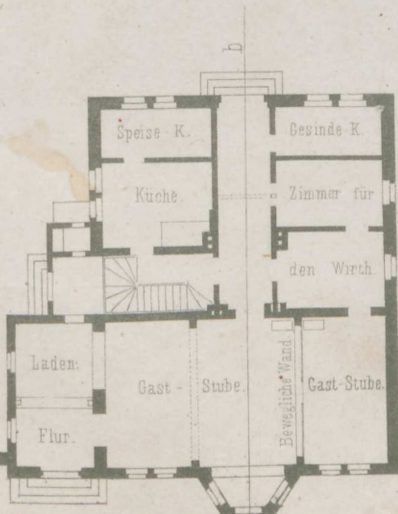 Speise K.
Gesinde K.
Küche.
Zimmer für
den Wirth.
Laden.
Gast - Stube.
Bewegliche Wand
Gast-Stube.
Flur.